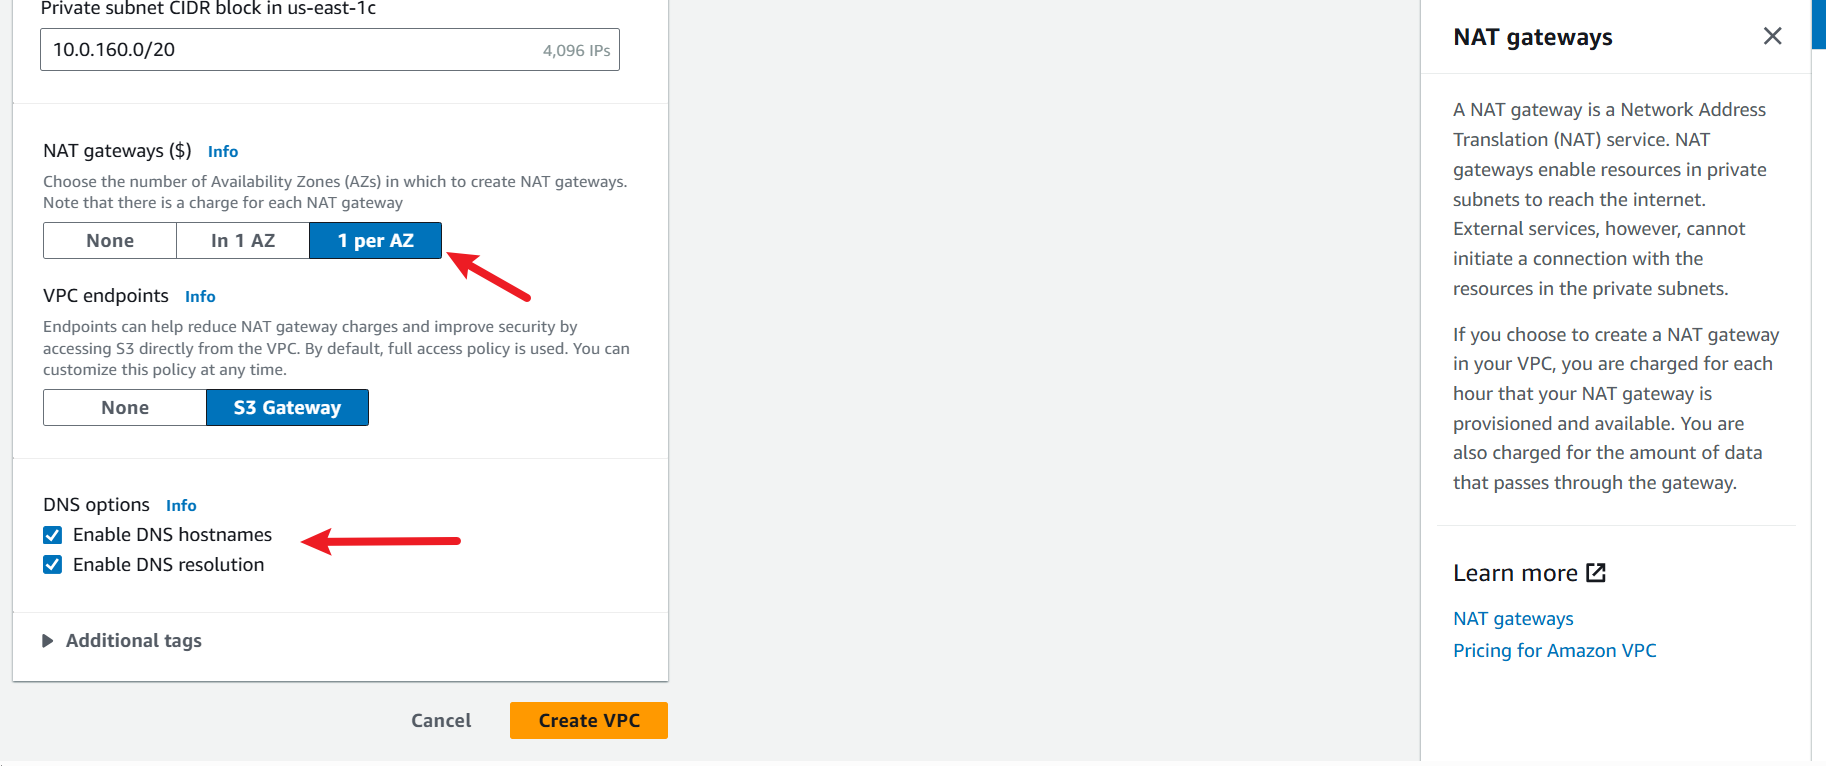 Private subnet CIDR block in us-east-1c
10.0.160.0/20 4,096 IPs
NAT gateways ($) Info
Choose the number of Availability Zones (AZs) in which to create NAT gateways.
Note that there is a charge for each NAT gateway
None In 1 AZ 1 per AZ
VPC endpoints Info
Endpoints can help reduce NAT gateway charges and improve security by
accessing S3 directly from the VPC. By default, full access policy is used. You can
customize this policy at any time.
None S3 Gateway
DNS options Info
Enable DNS hostnames
Enable DNS resolution
Additional tags
Cancel Create VPC
NAT gateways
A NAT gateway is a Network Address
Translation (NAT) service. NAT
gateways enable resources in private
subnets to reach the internet.
External services, however, cannot
initiate a connection with the
resources in the private subnets.
If you choose to create a NAT gateway
in your VPC, you are charged for each
hour that your NAT gateway is
provisioned and available. You are
also charged for the amount of data
that passes through the gateway.
Learn more
NAT gateways
Pricing for Amazon VPC